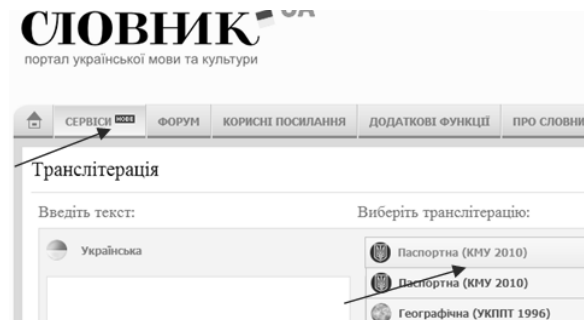 СЛОВНИК UA
портал української мови та культури
СЕРВІСИ НОВЕ ФОРУМ КОРИСНІ ПОСИЛАННЯ ДОДАТКОВІ ФУНКЦІЇ ПРО СЛОВНИ
Транслітерація
Введіть текст: Виберіть транслітерацію:
Українська Паспортна (КМУ 2010)
Паспортна (КМУ 2010)
Географічна (УКППТ 1996)